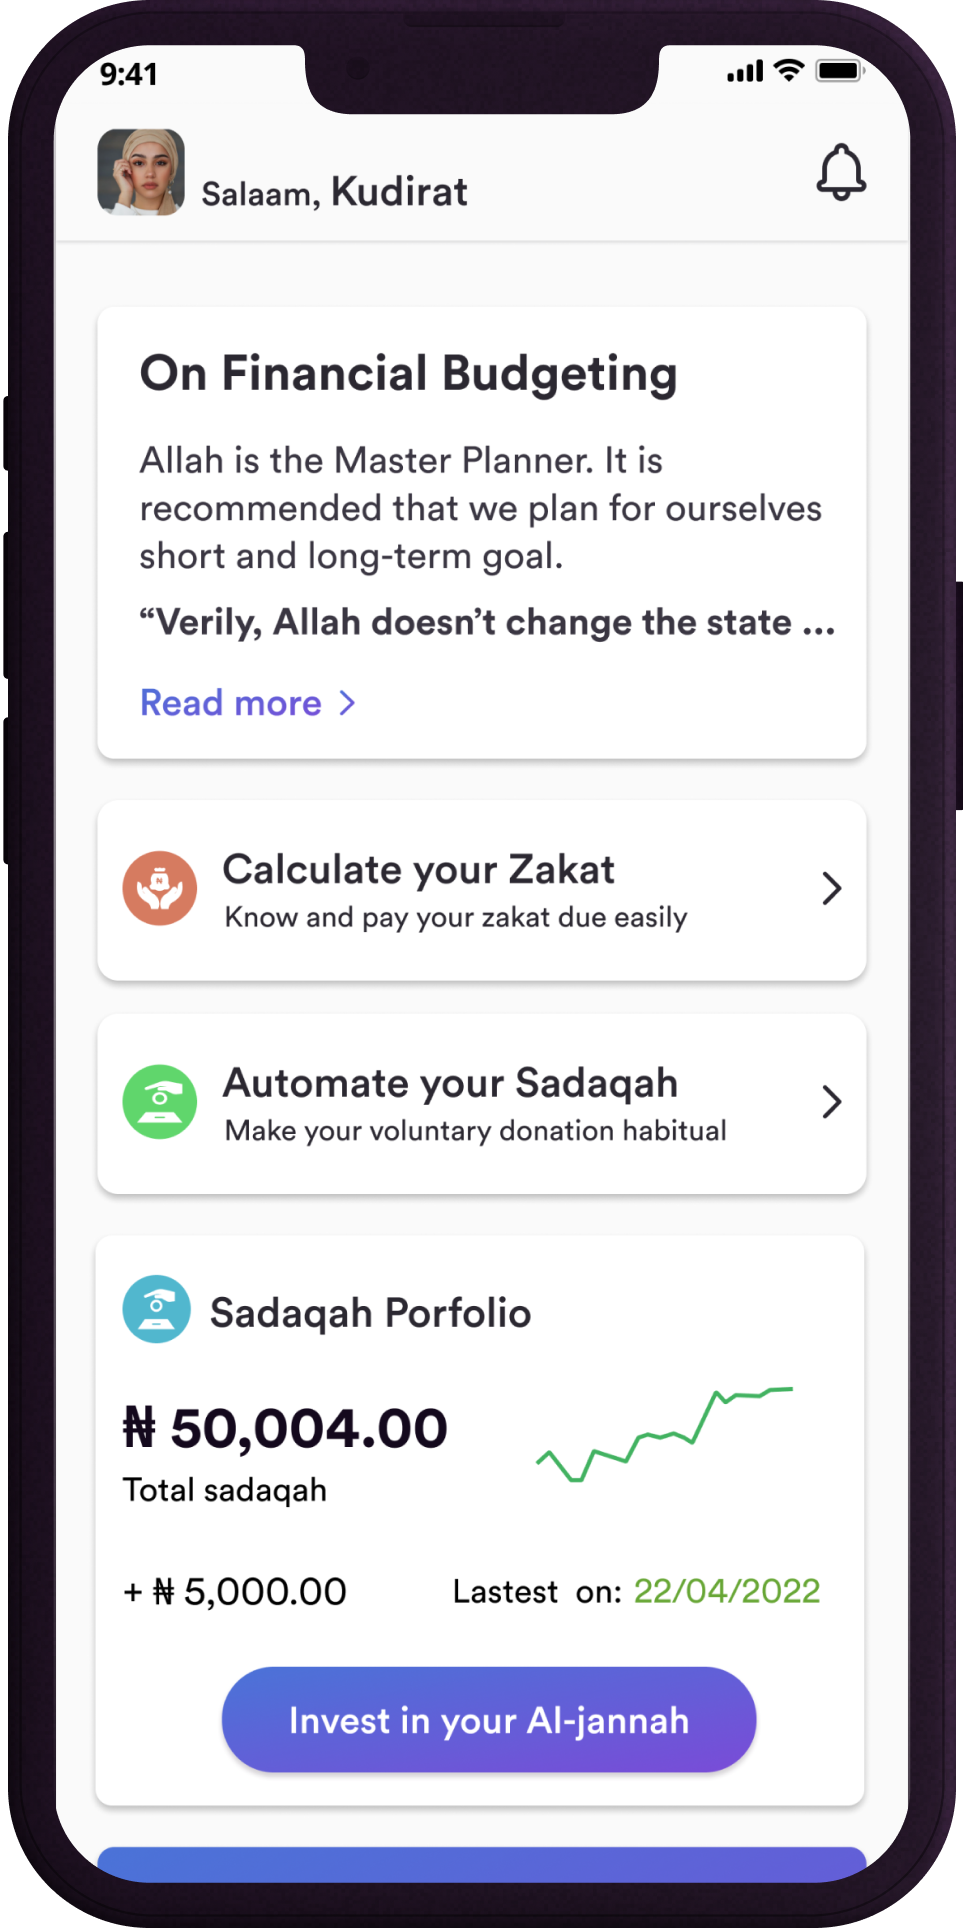 9:41
Salaam, Kudirat
On Financial Budgeting
Allah is the Master Planner. It is
recommended that we plan for ourselves
short and long-term goal.
“Verily, Allah doesn’t change the state ...
Read more
Calculate your Zakat
Know and pay your zakat due easily
Automate your Sadaqah
Make your voluntary donation habitual
Sadaqah Porfolio
₦ 50,004.00
Total sadaqah
+ ₦ 5,000.00 Lastest on: 22/04/2022
Invest in your Al-jannah